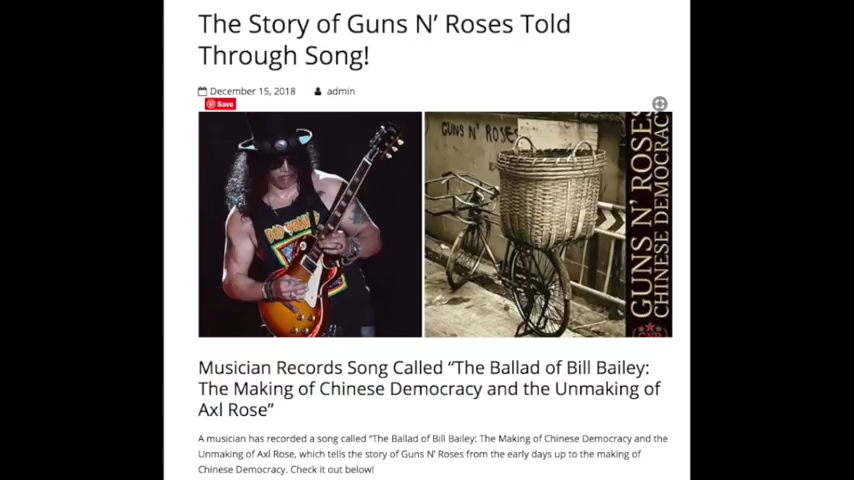 The Story of Guns N’ Roses Told
Through Song!
December 15, 2018 admin
Save
GUNS N' ROSES
GUNS N' ROSES
CHINESE DEMOCRACY
Musician Records Song Called “The Ballad of Bill Bailey:
The Making of Chinese Democracy and the Unmaking of
Axl Rose”
A musician has recorded a song called “The Ballad of Bill Bailey: The Making of Chinese Democracy and the
Unmaking of Axl Rose, which tells the story of Guns N’ Roses from the early days up to the making of
Chinese Democracy. Check it out below!